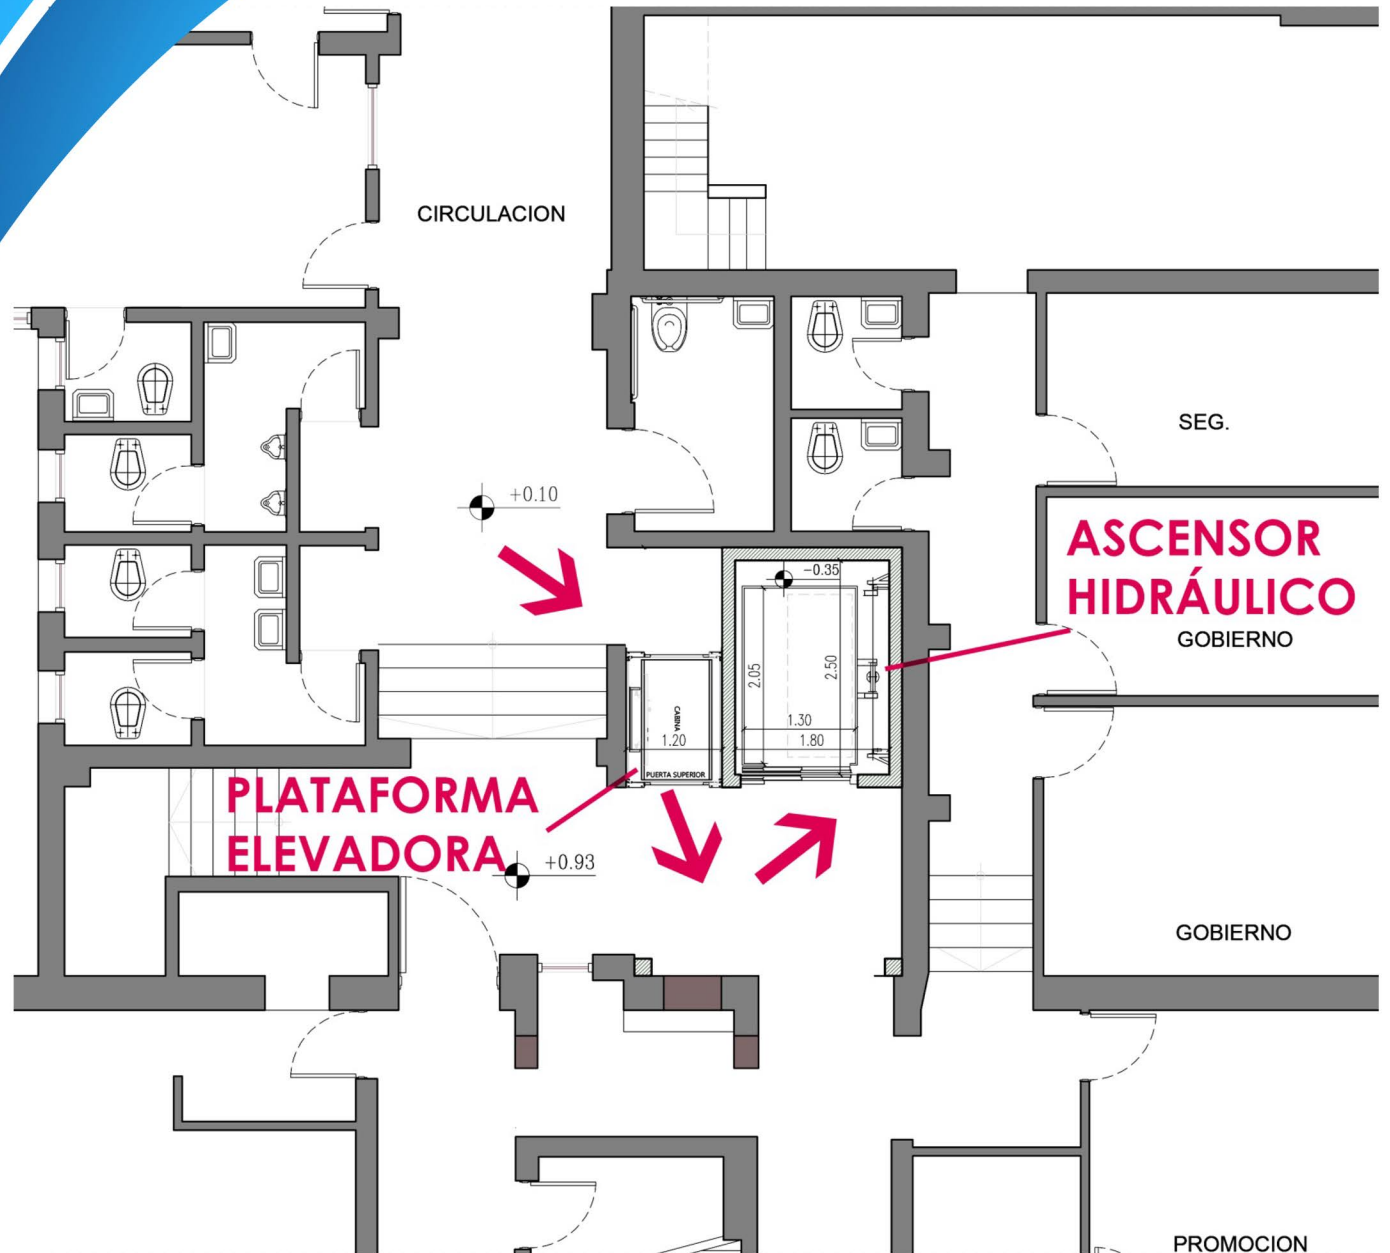 CIRCULACION
SEG.
+0.10
ASCENSOR
HIDRÁULICO
GOBIERNO
-0.35
2.05
2.50
1.30
1.80
CABINA
1.20
PUERTA SUPERIOR
PLATAFORMA
ELEVADORA
+0.93
GOBIERNO
PROMOCION